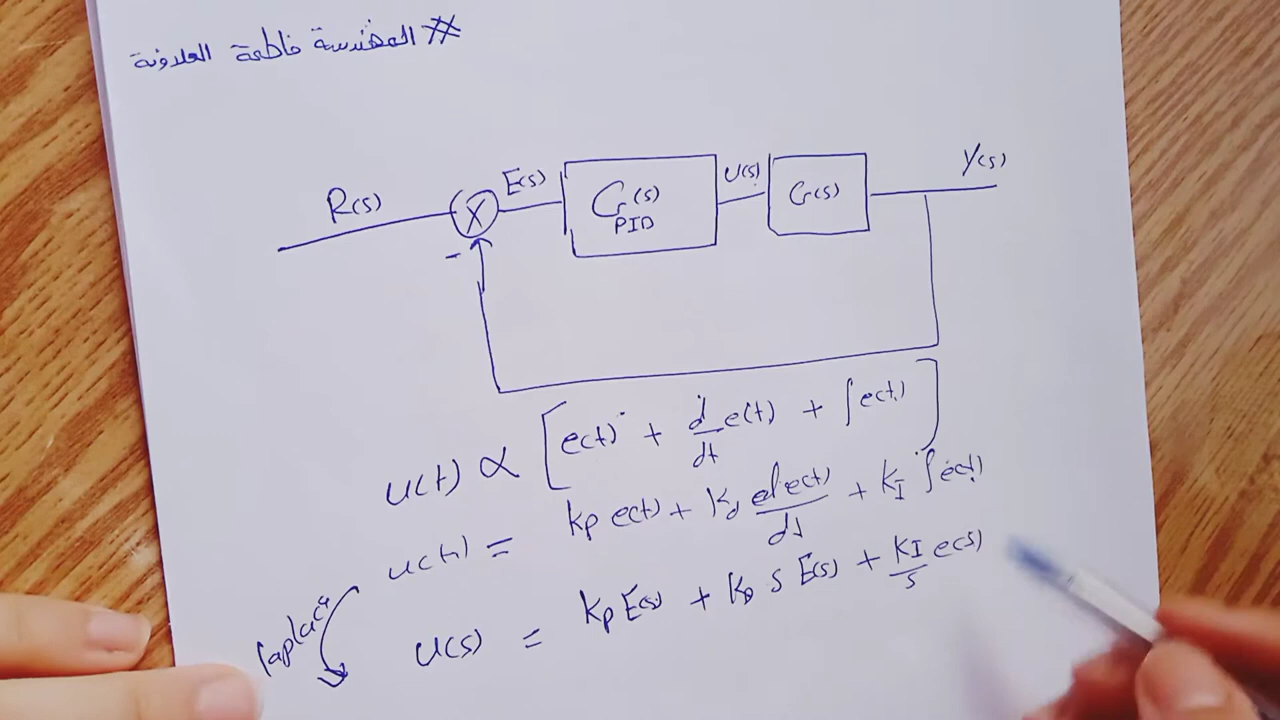 # المهندسة فاطمة العلاونة
R(s) X E(s) G(s) U(s) G(s) Y(s)
PID
-
u(t) ∝ [e(t) + d/dt e(t) + ∫e(t)]
u(t) = kp e(t) + Kd de(t)/dt + KI ∫e(t)
laplace
U(s) = kp E(s) + KD S E(s) + KI/s e(s)